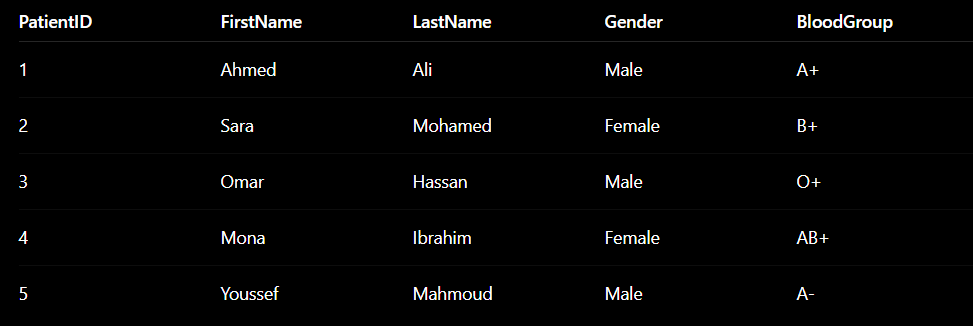 PatientID FirstName LastName Gender BloodGroup
1 Ahmed Ali Male A+
2 Sara Mohamed Female B+
3 Omar Hassan Male O+
4 Mona Ibrahim Female AB+
5 Youssef Mahmoud Male A-